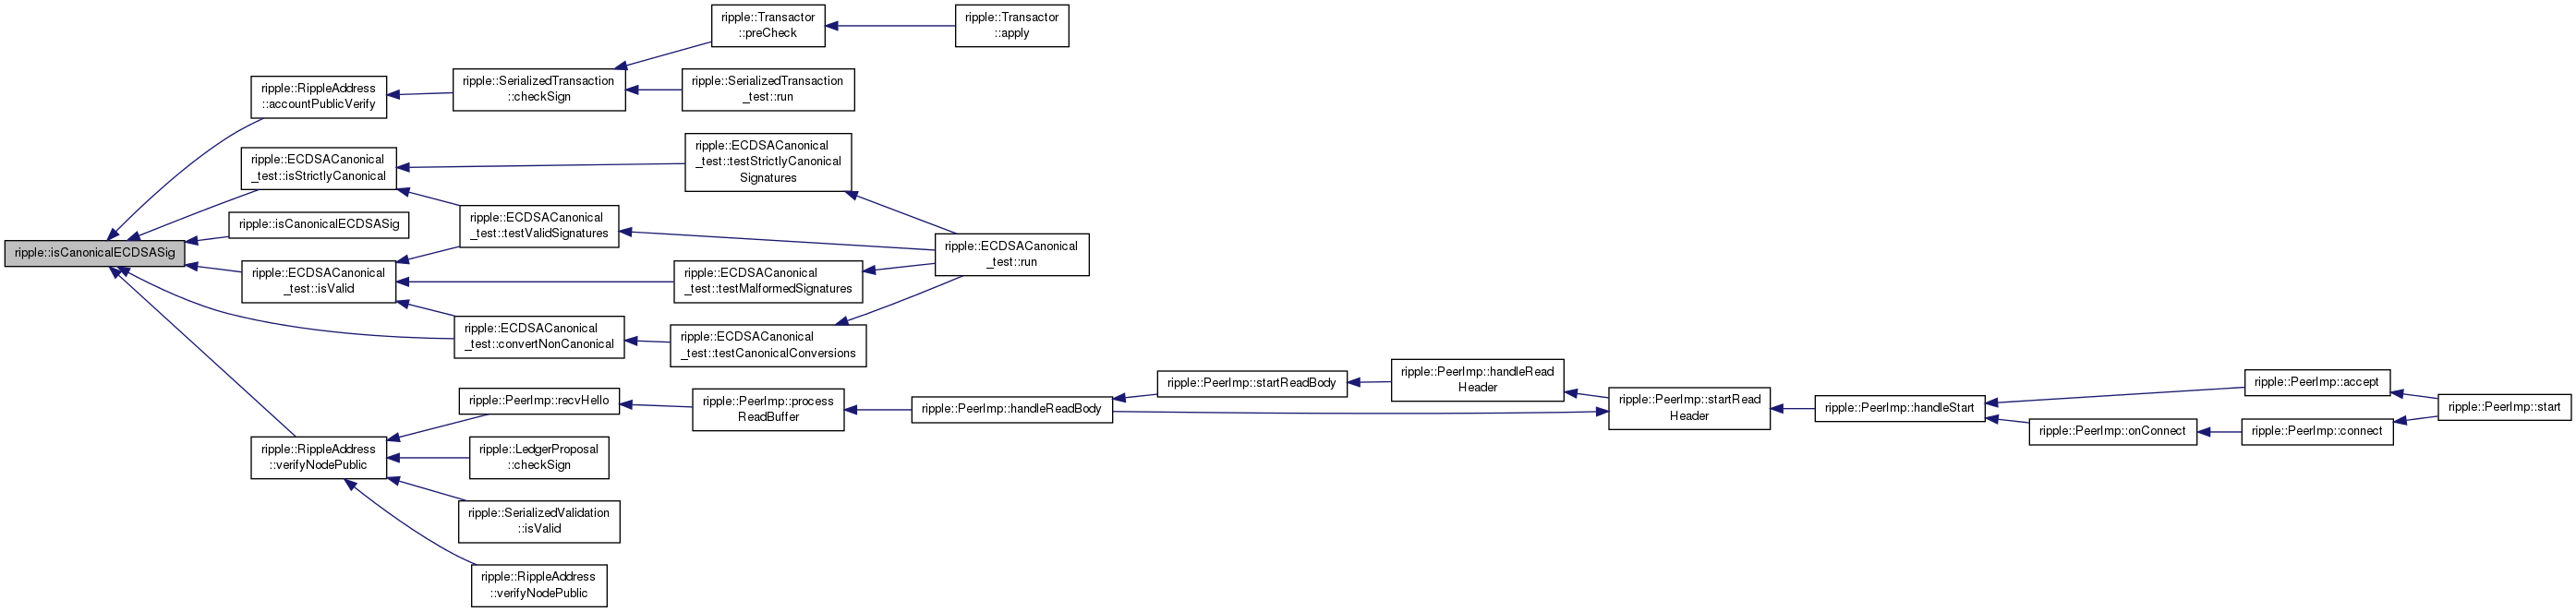 ripple::isCanonicalECDSASig
ripple::RippleAddress
::accountPublicVerify
ripple::ECDSACanonical
_test::isStrictlyCanonical
ripple::isCanonicalECDSASig
ripple::ECDSACanonical
_test::isValid
ripple::RippleAddress
::verifyNodePublic
ripple::SerializedTransaction
::checkSign
ripple::ECDSACanonical
_test::testValidSignatures
ripple::ECDSACanonical
_test::convertNonCanonical
ripple::PeerImp::recvHello
ripple::LedgerProposal
::checkSign
ripple::SerializedValidation
::isValid
ripple::RippleAddress
::verifyNodePublic
ripple::Transactor
::preCheck
ripple::SerializedTransaction
_test::run
ripple::ECDSACanonical
_test::testStrictlyCanonical
Signatures
ripple::ECDSACanonical
_test::testMalformedSignatures
ripple::ECDSACanonical
_test::testCanonicalConversions
ripple::PeerImp::process
ReadBuffer
ripple::Transactor
::apply
ripple::ECDSACanonical
_test::run
ripple::PeerImp::handleReadBody
ripple::PeerImp::startReadBody
ripple::PeerImp::handleRead
Header
ripple::PeerImp::startRead
Header
ripple::PeerImp::handleStart
ripple::PeerImp::onConnect
ripple::PeerImp::accept
ripple::PeerImp::connect
ripple::PeerImp::start